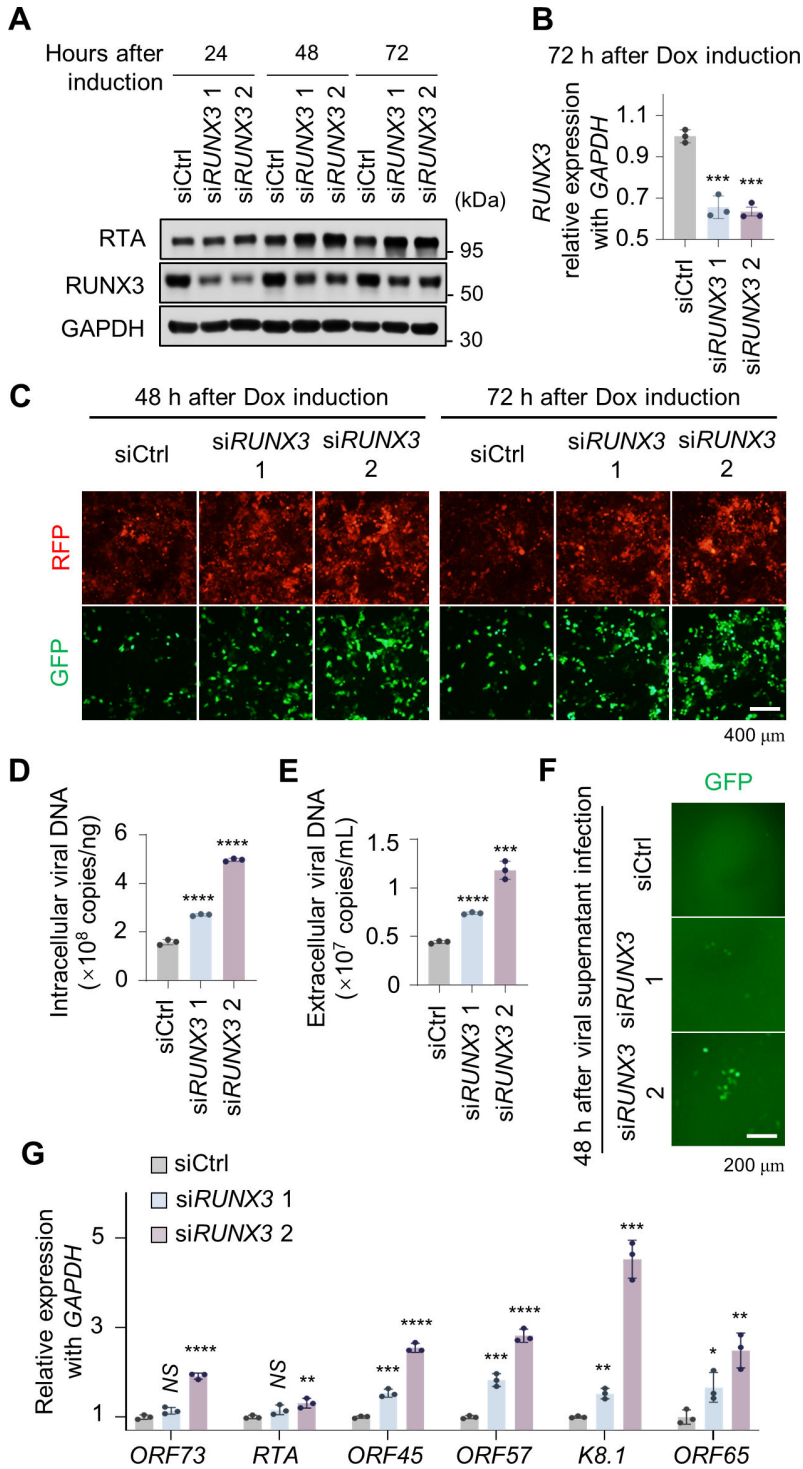 A
Hours after
induction
24
48
72
siCtrl
siRUNX3 1
siRUNX3 2
siCtrl
siRUNX3 1
siRUNX3 2
siCtrl
siRUNX3 1
siRUNX3 2
(kDa)
RTA
95
RUNX3
50
GAPDH
30
B
72 h after Dox induction
RUNX3
relative expression
with GAPDH
1.1
0.9
0.7
0.5
***
***
siCtrl
siRUNX3 1
siRUNX3 2
C
48 h after Dox induction
72 h after Dox induction
siCtrl
siRUNX3
1
siRUNX3
2
siCtrl
siRUNX3
1
siRUNX3
2
RFP
GFP
400 μm
D
Intracellular viral DNA
(×10⁸ copies/ng)
6
4
2
0
****
****
siCtrl
siRUNX3 1
siRUNX3 2
E
Extracellular viral DNA
(×10⁷ copies/mL)
1.5
1
0.5
0
****
***
siCtrl
siRUNX3 1
siRUNX3 2
F
GFP
48 h after viral supernatant infection
siCtrl
siRUNX3
1
siRUNX3
2
200 μm
G
siCtrl
siRUNX3 1
siRUNX3 2
Relative expression
with GAPDH
5
3
1
NS
****
NS
**
***
****
***
****
**
***
*
**
ORF73
RTA
ORF45
ORF57
K8.1
ORF65